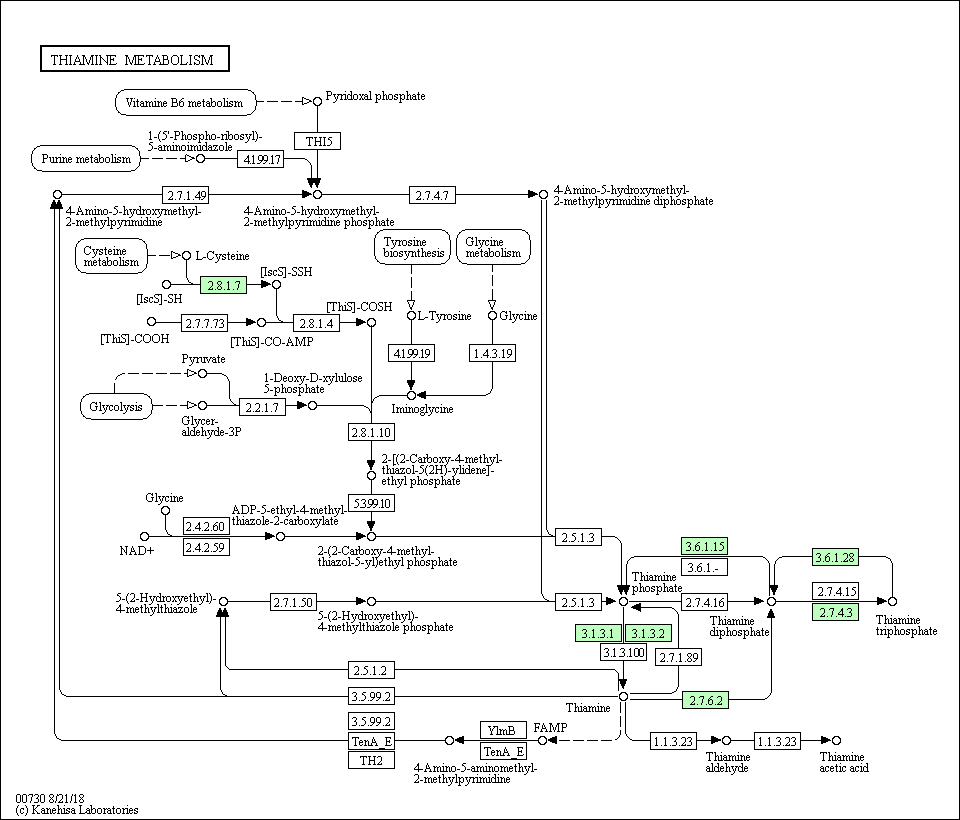 THIAMINE METABOLISM
Vitamine B6 metabolism
Pyridoxal phosphate
1-(5'-Phospho-ribosyl)-
5-aminoimidazole
THI5
Purine metabolism
4.1.99.17
2.7.1.49
2.7.4.7
4-Amino-5-hydroxymethyl-
2-methylpyrimidine
4-Amino-5-hydroxymethyl-
2-methylpyrimidine phosphate
4-Amino-5-hydroxymethyl-
2-methylpyrimidine diphosphate
Cysteine
metabolism
L-Cysteine
Tyrosine
biosynthesis
Glycine
metabolism
[IscS]-SSH
2.8.1.7
[IscS]-SH
[ThiS]-COSH
L-Tyrosine
Glycine
2.7.7.73
2.8.1.4
[ThiS]-COOH
[ThiS]-CO-AMP
4.1.99.19
1.4.3.19
Pyruvate
1-Deoxy-D-xylulose
5-phosphate
Glycolysis
2.2.1.7
Iminoglycine
Glycer-
aldehyde-3P
2.8.1.10
2-[(2-Carboxy-4-methyl-
thiazol-5(2H)-ylidene]-
ethyl phosphate
Glycine
5.3.99.10
ADP-5-ethyl-4-methyl-
thiazole-2-carboxylate
2.4.2.60
2.4.2.59
NAD+
2-(2-Carboxy-4-methyl-
thiazol-5-yl)ethyl phosphate
2.5.1.3
3.6.1.15
3.6.1.-
3.6.1.28
Thiamine
phosphate
5-(2-Hydroxyethyl)-
4-methylthiazole
2.7.1.50
5-(2-Hydroxyethyl)-
4-methylthiazole phosphate
2.5.1.3
2.7.4.16
2.7.4.15
2.7.4.3
Thiamine
diphosphate
Thiamine
triphosphate
3.1.3.1
3.1.3.2
3.1.3.100
2.7.1.89
2.5.1.2
3.5.99.2
Thiamine
2.7.6.2
3.5.99.2
TenA_E
TH2
YlmB
TenA_E
FAMP
4-Amino-5-aminomethyl-
2-methylpyrimidine
1.1.3.23
Thiamine
aldehyde
1.1.3.23
Thiamine
acetic acid
00730 8/21/18
(c) Kanehisa Laboratories